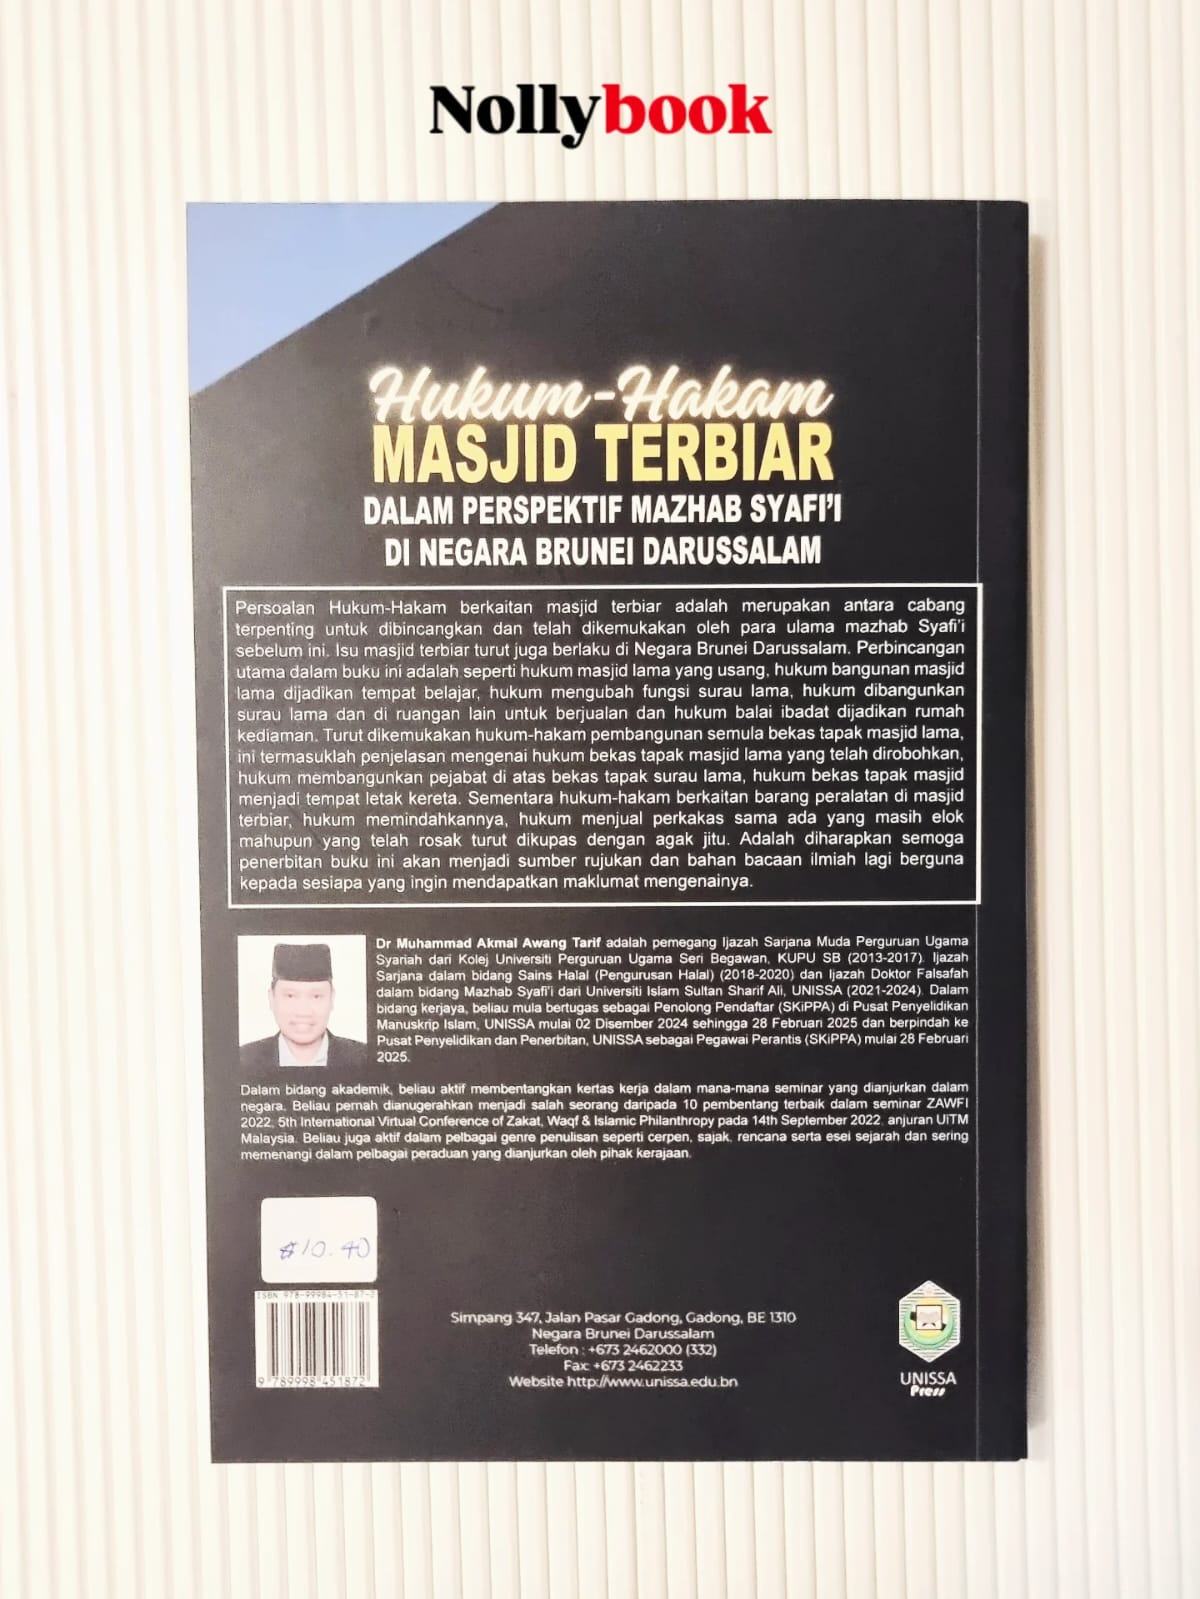 Nollybook
Hukum-Hakam
MASJID TERBIAR
DALAM PERSPEKTIF MAZHAB SYAFI'I
DI NEGARA BRUNEI DARUSSALAM
Persoalan Hukum-Hakam berkaitan masjid terbiar adalah merupakan antara cabang
terpenting untuk dibincangkan dan telah dikemukakan oleh para ulama mazhab Syafi'i
sebelum ini. Isu masjid terbiar turut juga berlaku di Negara Brunei Darussalam. Perbincangan
utama dalam buku ini adalah seperti hukum masjid lama yang usang, hukum bangunan masjid
lama dijadikan tempat belajar, hukum mengubah fungsi surau lama, hukum dibangunkan
surau lama dan di ruangan lain untuk berjualan dan hukum balai ibadat dijadikan rumah
kediaman. Turut dikemukakan hukum-hakam pembangunan semula bekas tapak masjid lama,
ini termasuklah penjelasan mengenai hukum bekas tapak masjid lama yang telah dirobohkan,
hukum membangunkan pejabat di atas bekas tapak surau lama, hukum bekas tapak masjid
menjadi tempat letak kereta. Sementara hukum-hakam berkaitan barang peralatan di masjid
terbiar, hukum memindahkannya, hukum menjual perkakas sama ada yang masih elok
mahupun yang telah rosak turut dikupas dengan agak jitu. Adalah diharapkan semoga
penerbitan buku ini akan menjadi sumber rujukan dan bahan bacaan ilmiah lagi berguna
kepada sesiapa yang ingin mendapatkan maklumat mengenainya.
Dr Muhammad Akmal Awang Tarif adalah pemegang Ijazah Sarjana Muda Perguruan Ugama
Syariah dari Kolej Universiti Perguruan Ugama Seri Begawan, KUPU SB (2013-2017). Ijazah
Sarjana dalam bidang Sains Halal (Pengurusan Halal) (2018-2020) dan Ijazah Doktor Falsafah
dalam bidang Mazhab Syafi'i dari Universiti Islam Sultan Sharif Ali, UNISSA (2021-2024). Dalam
bidang kerjaya, beliau mula bertugas sebagai Penolong Pendaftar (SKiPPA) di Pusat Penyelidikan
Manuskrip Islam, UNISSA mulai 02 Disember 2024 sehingga 28 Februari 2025 dan berpindah ke
Pusat Penyelidikan dan Penerbitan, UNISSA sebagai Pegawai Perantis (SKiPPA) mulai 28 Februari
2025.
Dalam bidang akademik, beliau aktif membentangkan kertas kerja dalam mana-mana seminar yang dianjurkan dalam
negara. Beliau pernah dianugerahkan menjadi salah seorang daripada 10 pembentang terbaik dalam seminar ZAWFI
2022, 5th International Virtual Conference of Zakat, Waqf & Islamic Philanthropy pada 14th September 2022, anjuran UiTM
Malaysia. Beliau juga aktif dalam pelbagai genre penulisan seperti cerpen, sajak, rencana serta esei sejarah dan sering
memenangi dalam pelbagai peraduan yang dianjurkan oleh pihak kerajaan.
$10.40
ISBN 978-99984-51-87-2
9 789998 451872
Simpang 347, Jalan Pasar Gadong, Gadong, BE 1310
Negara Brunei Darussalam
Telefon : +673 2462000 (332)
Fax: +673 2462233
Website http://www.unissa.edu.bn
UNISSA
Press